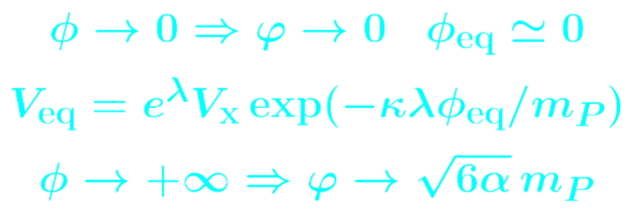 ϕ → 0 ⇒ φ → 0   ϕ_eq ≃ 0
V_eq = e^λ V_x exp(−κλϕ_eq/m_P)
ϕ → +∞ ⇒ φ → √6α m_P